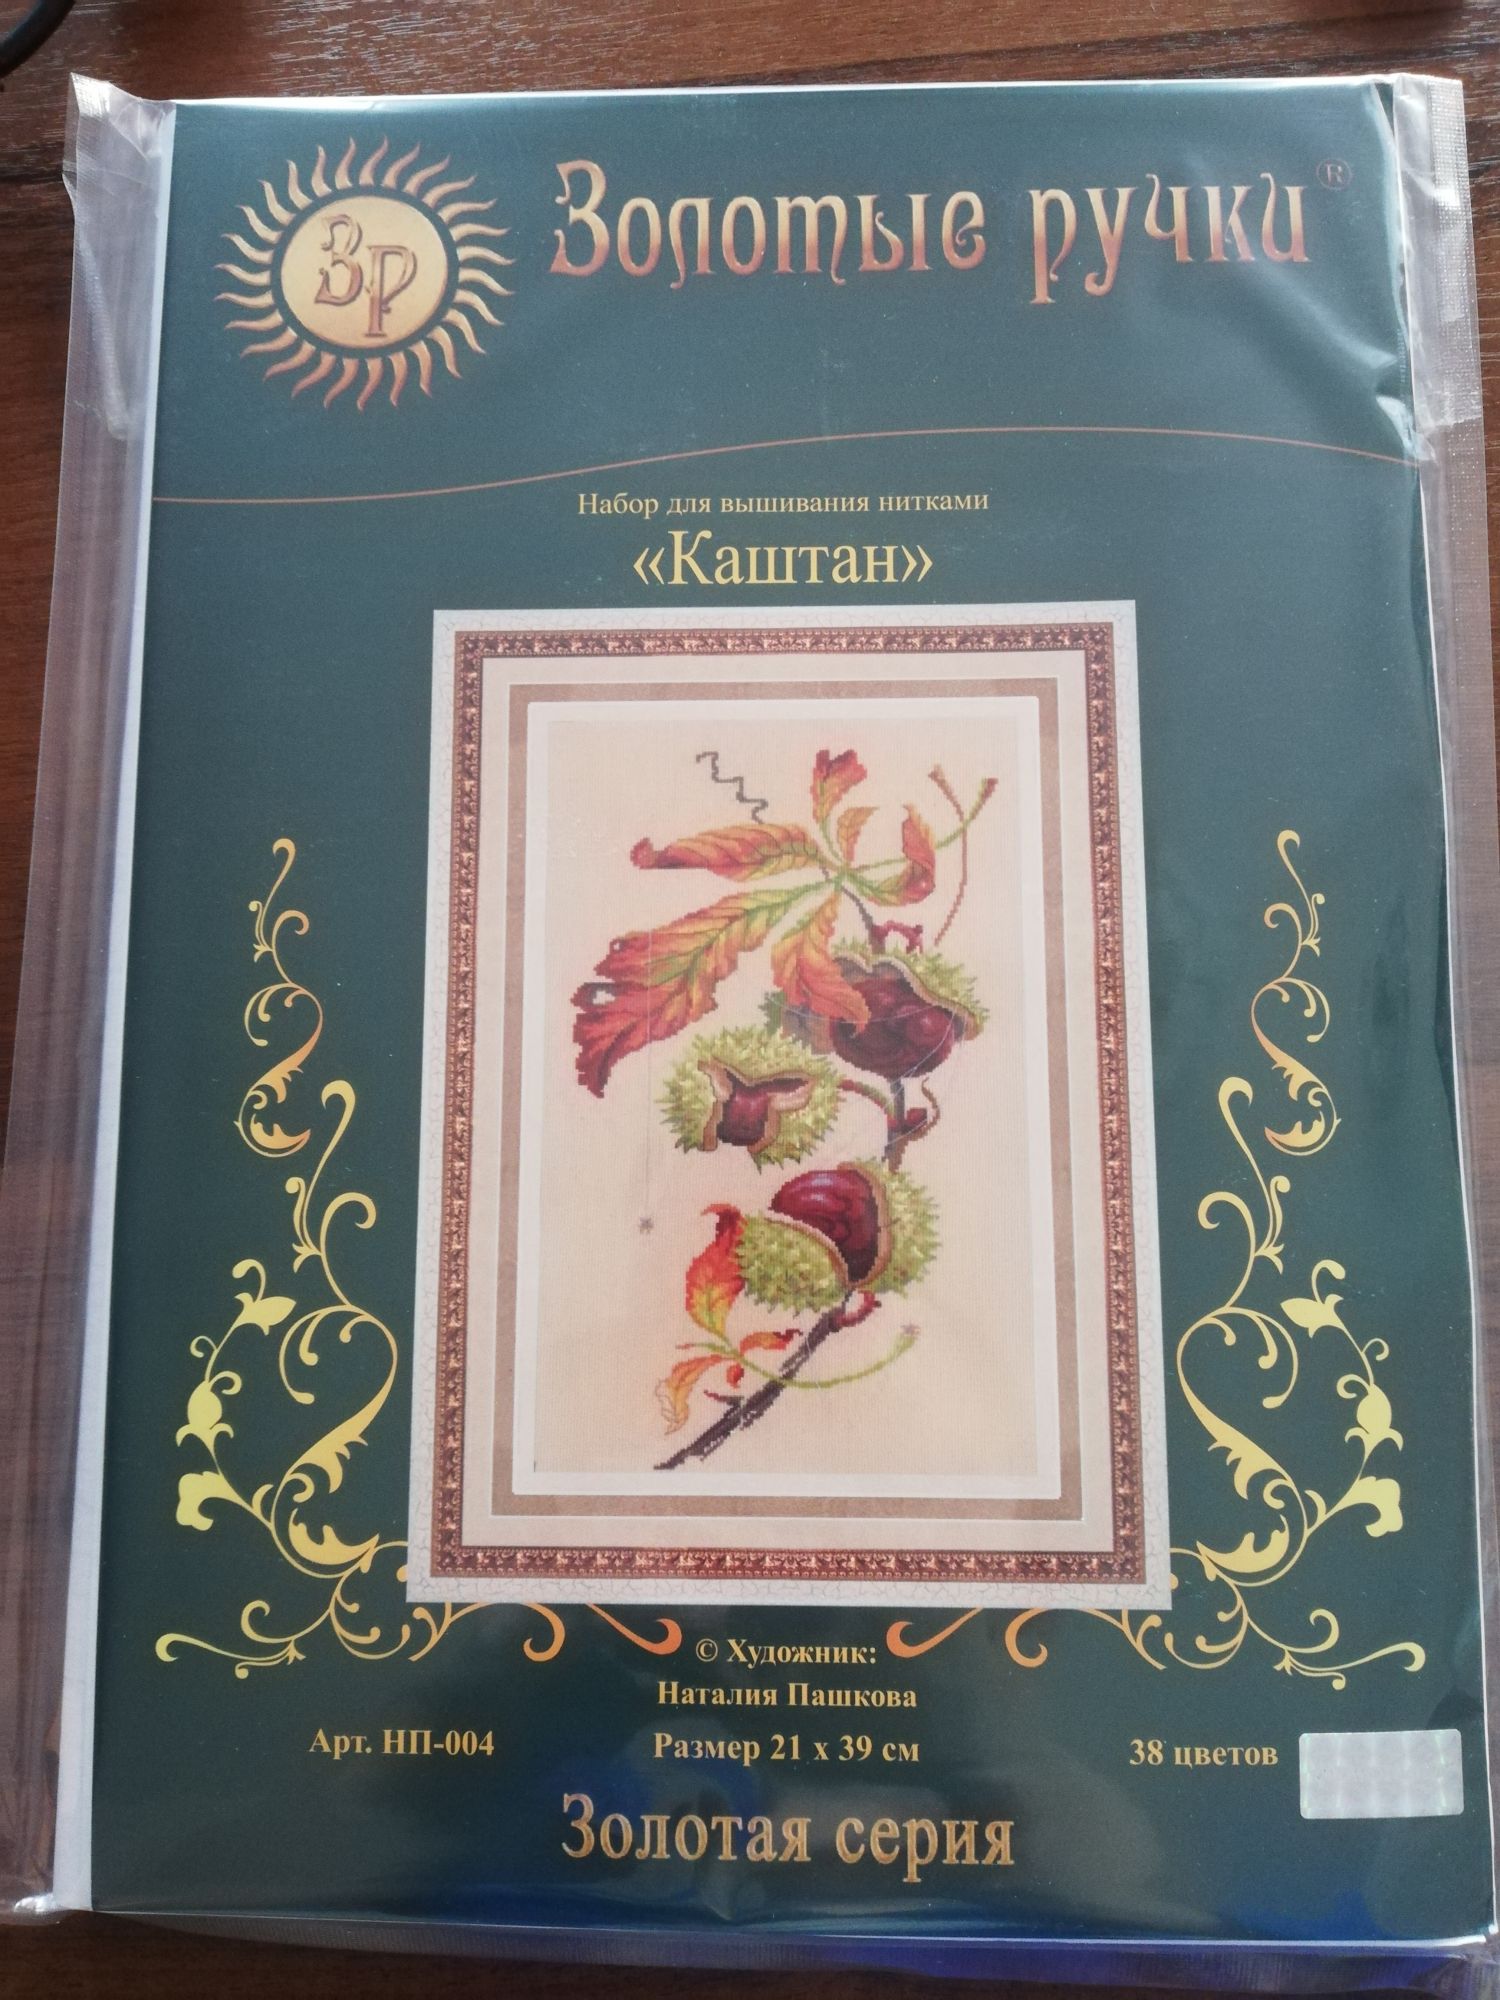 ЗР
Золотые ручки®
Набор для вышивания нитками
«Каштан»
© Художник:
Наталия Пашкова
Арт. НП-004
Размер 21 х 39 см
38 цветов
Золотая серия